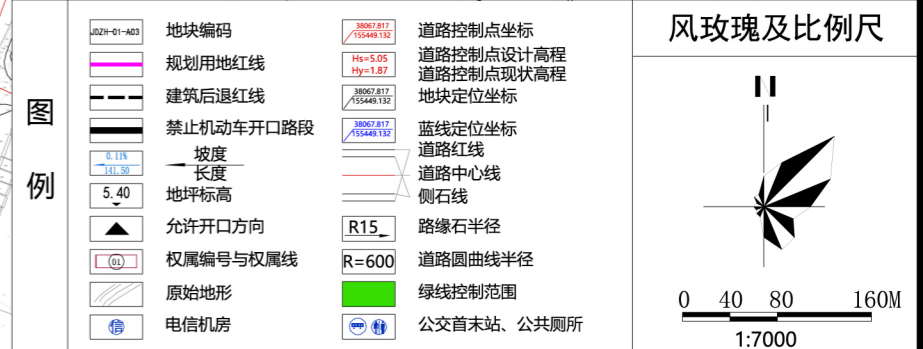 图例
JDZH-01-A03 地块编码
规划用地红线
建筑后退红线
禁止机动车开口路段
0.11% 坡度
141.50 长度
5.40 地坪标高
允许开口方向
01 权属编号与权属线
原始地形
信 电信机房
38067.817
155449.132 道路控制点坐标
Hs=5.05 道路控制点设计高程
Hy=1.87 道路控制点现状高程
38067.817
155449.132 地块定位坐标
38067.817
155449.132 蓝线定位坐标
道路红线
道路中心线
侧石线
R15 路缘石半径
R=600 道路圆曲线半径
绿线控制范围
公交首末站、公共厕所
风玫瑰及比例尺
N
0 40 80 160M
1:7000